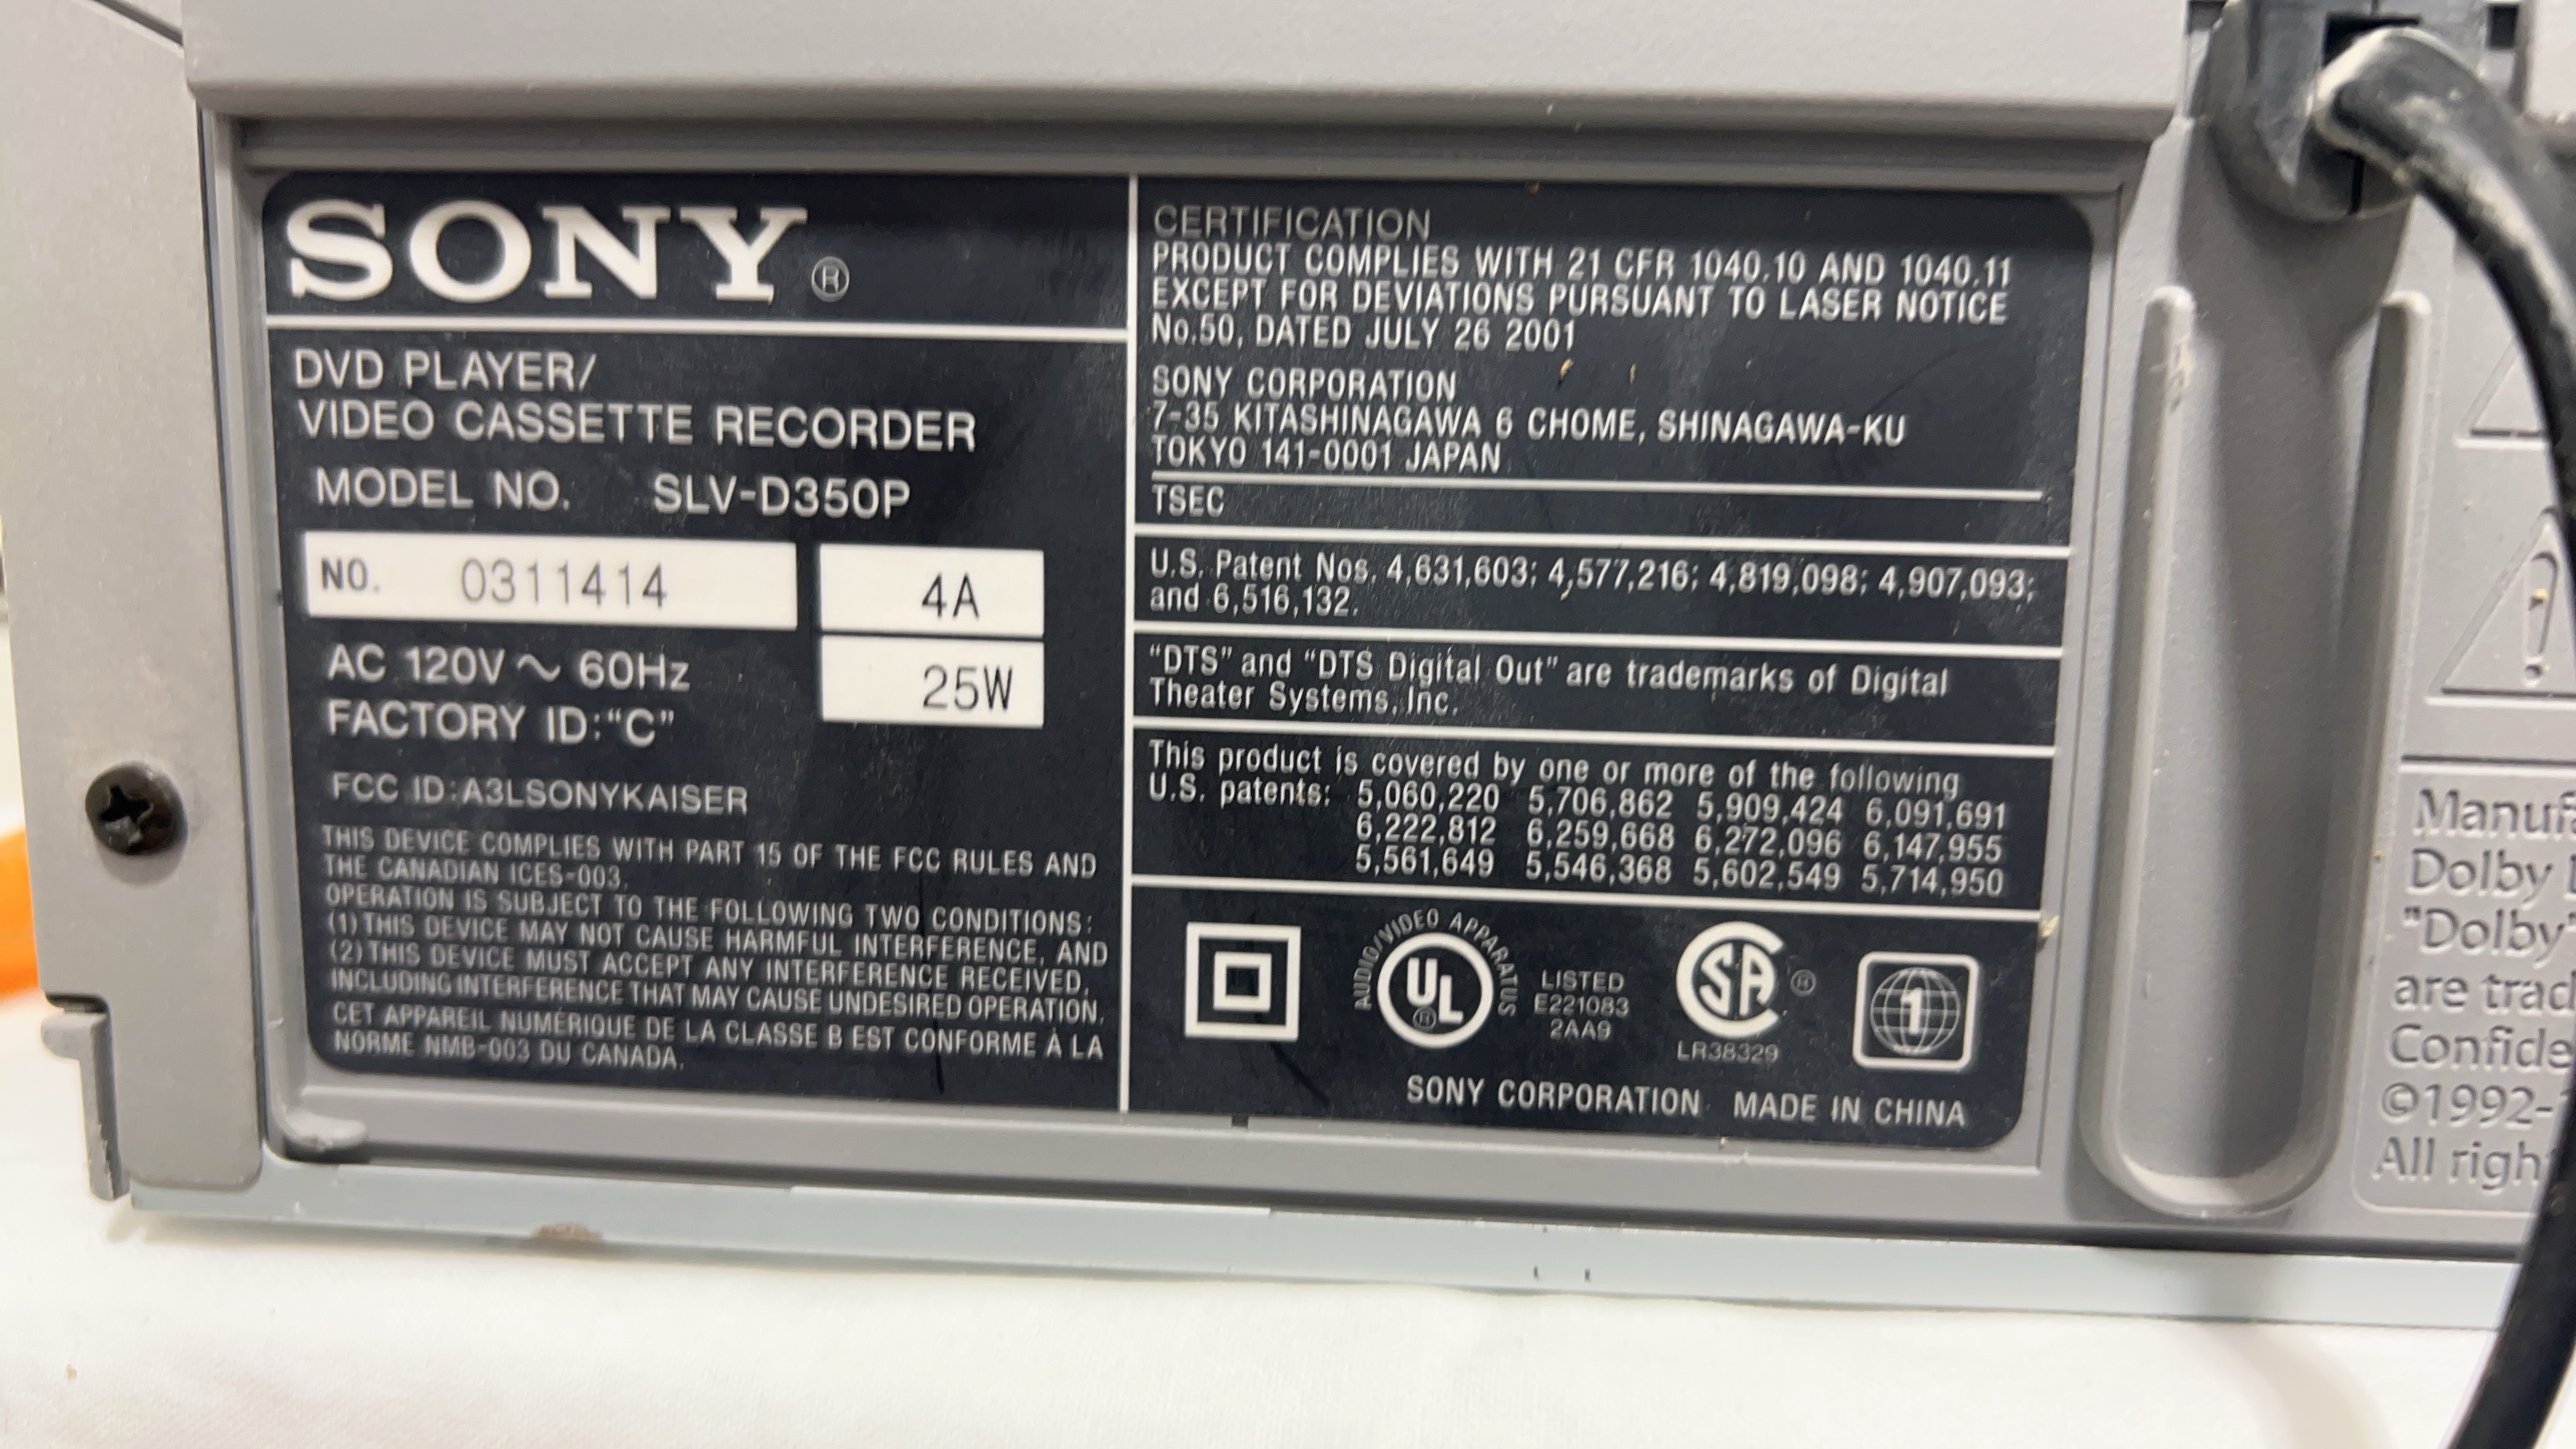 SONY®
DVD PLAYER/
VIDEO CASSETTE RECORDER
MODEL NO. SLV-D350P
NO. 0311414
4A
AC 120V ~ 60Hz
25W
FACTORY ID:“C”
FCC ID:A3LSONYKAISER
THIS DEVICE COMPLIES WITH PART 15 OF THE FCC RULES AND
THE CANADIAN ICES-003.
OPERATION IS SUBJECT TO THE FOLLOWING TWO CONDITIONS:
(1)THIS DEVICE MAY NOT CAUSE HARMFUL INTERFERENCE, AND
(2)THIS DEVICE MUST ACCEPT ANY INTERFERENCE RECEIVED,
INCLUDING INTERFERENCE THAT MAY CAUSE UNDESIRED OPERATION.
CET APPAREIL NUMÉRIQUE DE LA CLASSE B EST CONFORME À LA
NORME NMB-003 DU CANADA.
CERTIFICATION
PRODUCT COMPLIES WITH 21 CFR 1040.10 AND 1040.11
EXCEPT FOR DEVIATIONS PURSUANT TO LASER NOTICE
No.50, DATED JULY 26 2001
SONY CORPORATION
7-35 KITASHINAGAWA 6 CHOME, SHINAGAWA-KU
TOKYO 141-0001 JAPAN
TSEC
U.S. Patent Nos. 4,631,603; 4,577,216; 4,819,098; 4,907,093;
and 6,516,132.
“DTS” and “DTS Digital Out” are trademarks of Digital
Theater Systems, Inc.
This product is covered by one or more of the following
U.S. patents: 5,060,220 5,706,862 5,909,424 6,091,691
6,222,812 6,259,668 6,272,096 6,147,955
5,561,649 5,546,368 5,602,549 5,714,950
AUDIO/VIDEO APPARATUS
UL®
LISTED
E221083
2AA9
SA®
LR38329
1
SONY CORPORATION MADE IN CHINA
Dolby
"Dolby"
are
©1992-
All